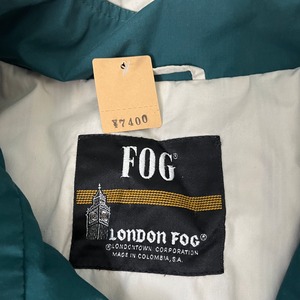 ¥7400
FOG®
LONDON FOG®
©LONDONTOWN CORPORATION
MADE IN COLOMBIA, S.A.